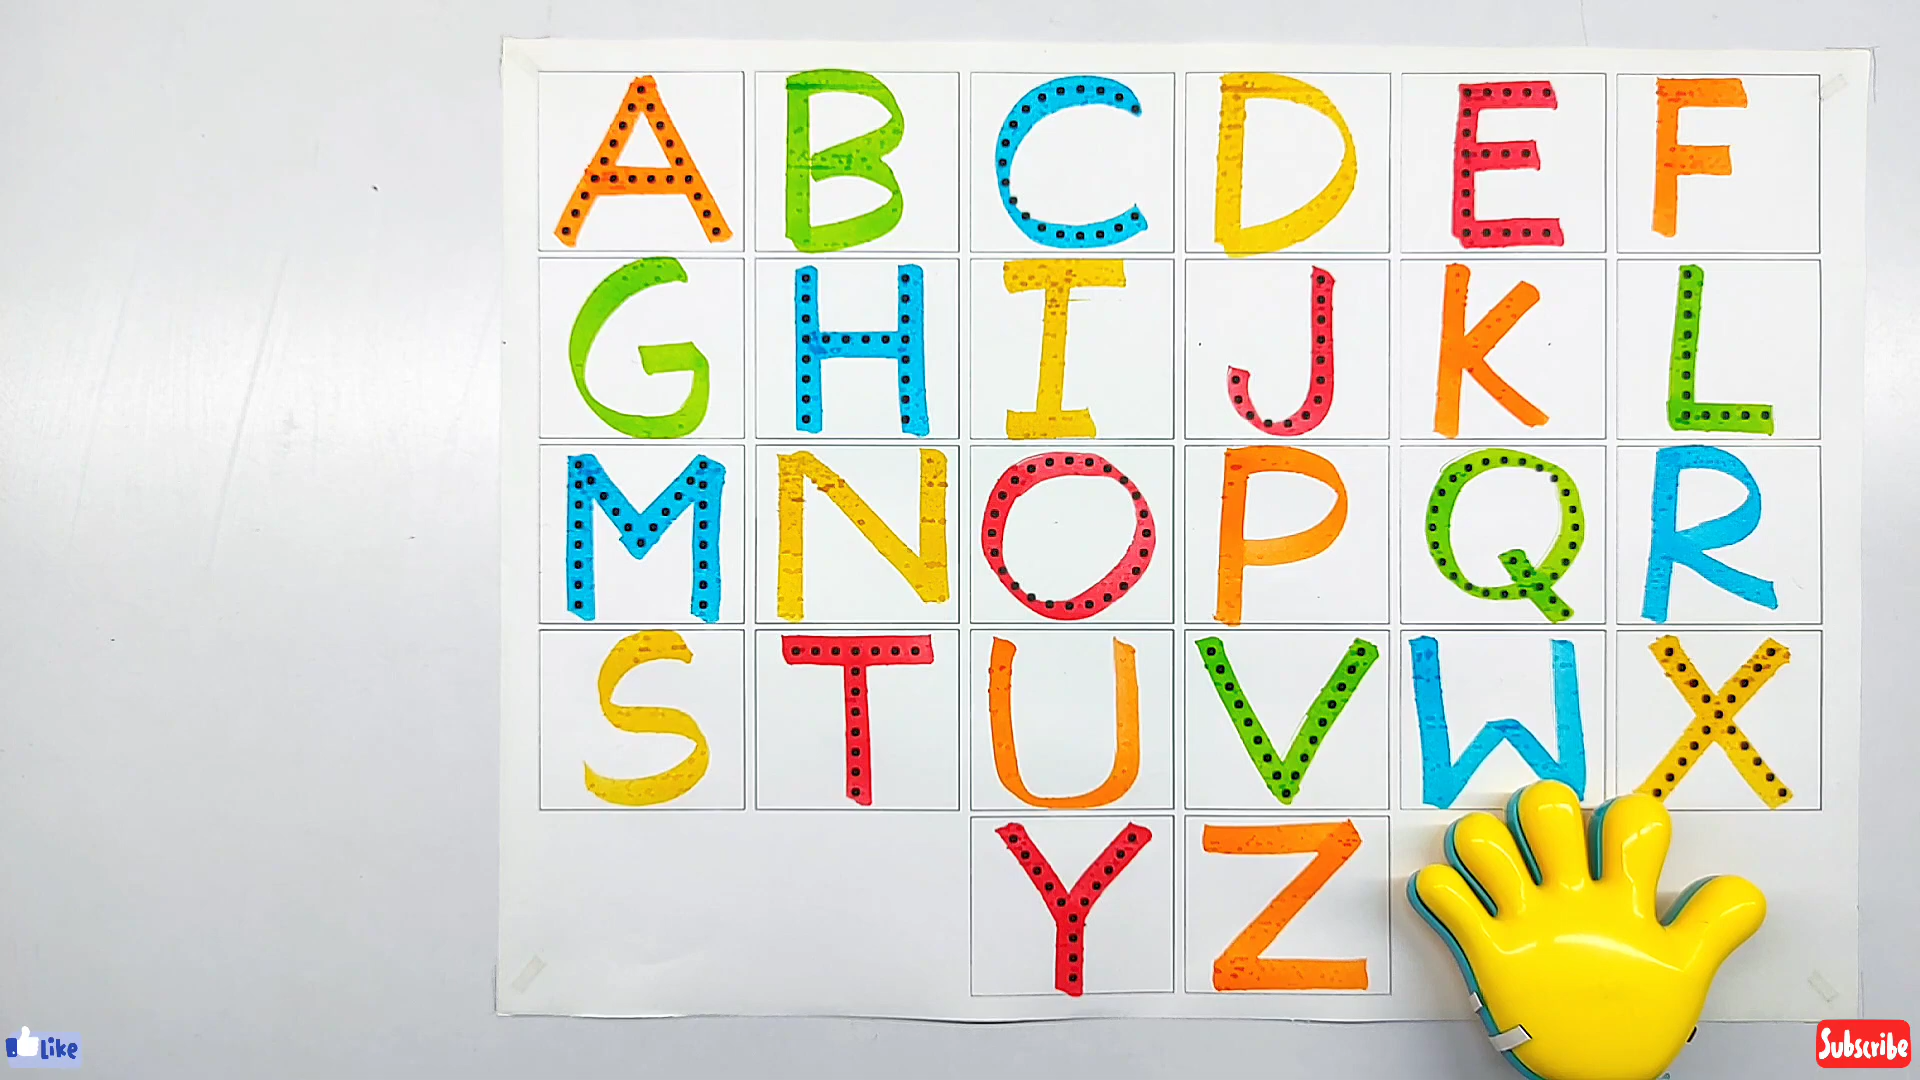 A B C D E F
G H I J K L
M N O P Q R
S T U V W X
Y Z
Like
Subscribe